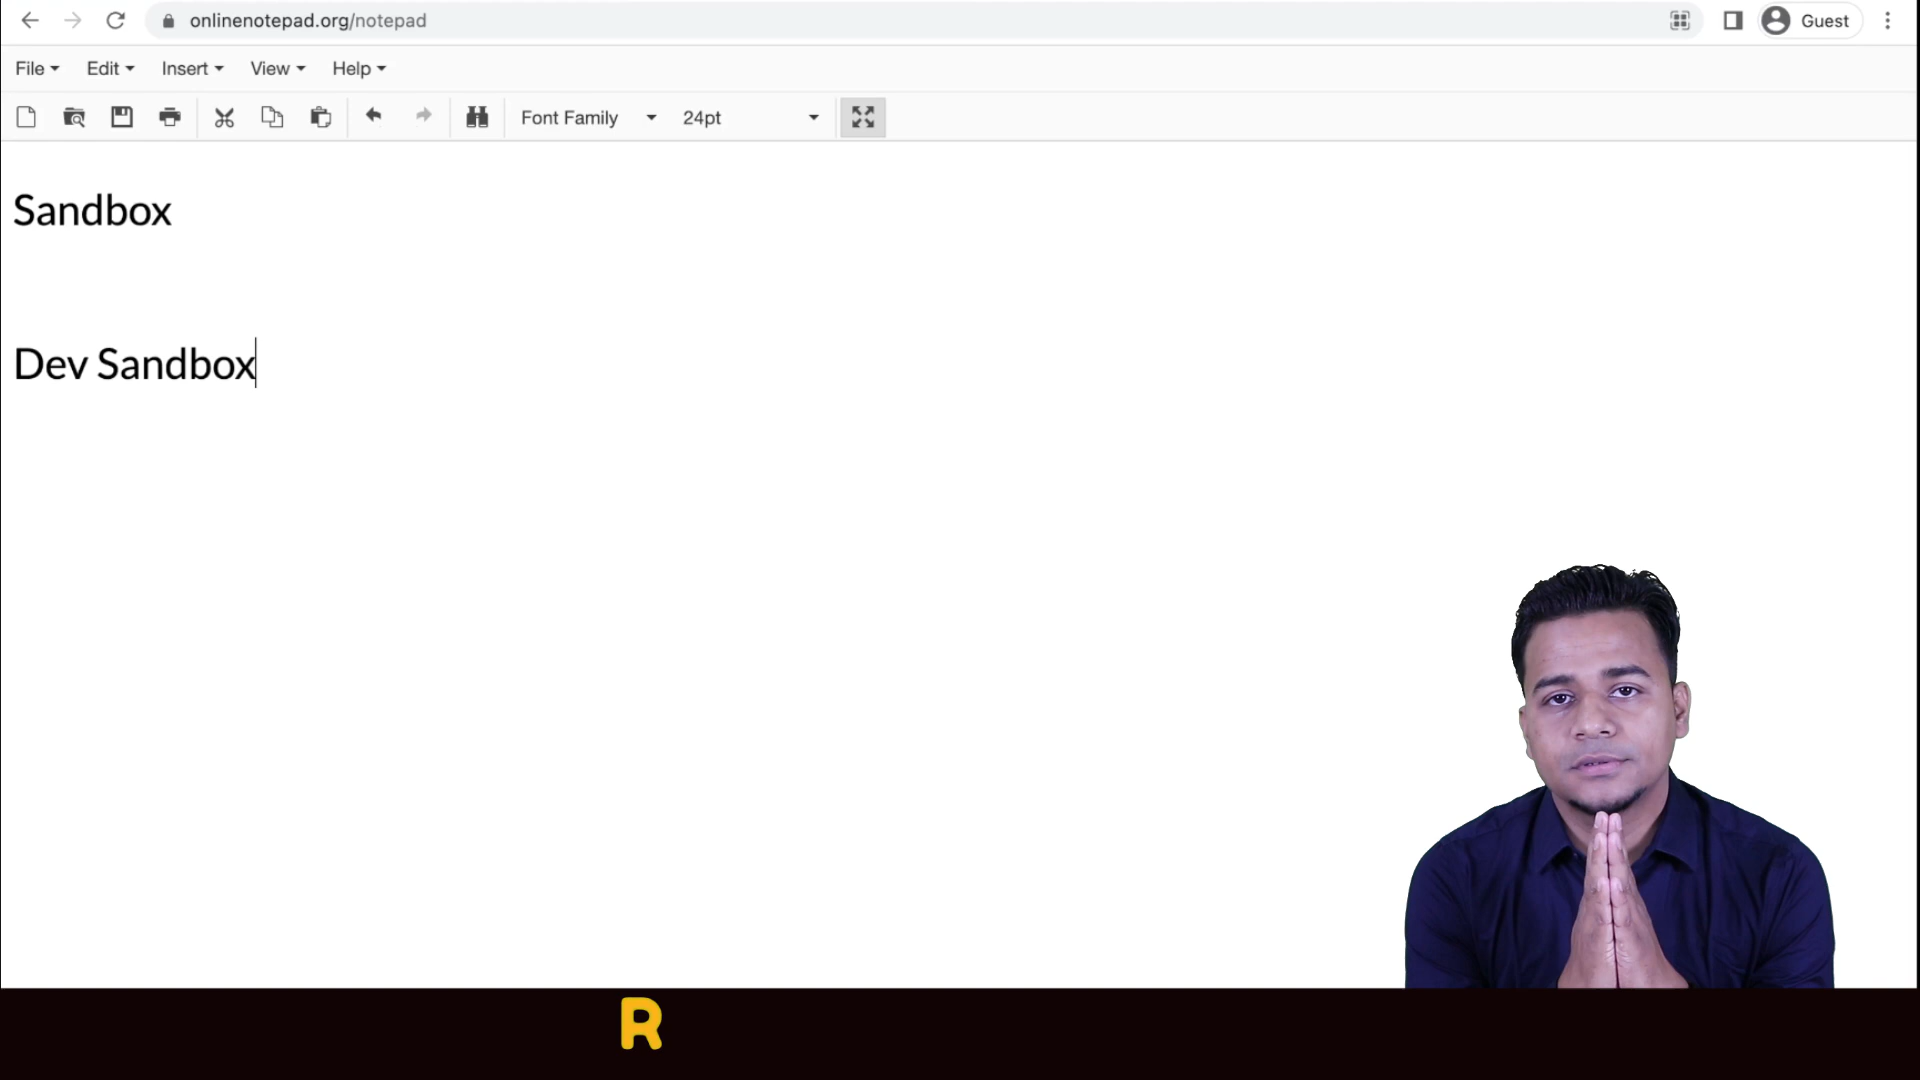 onlinenotepad.org/notepad
Guest
File Edit Insert View Help
Font Family 24pt
Sandbox
Dev Sandbox
R